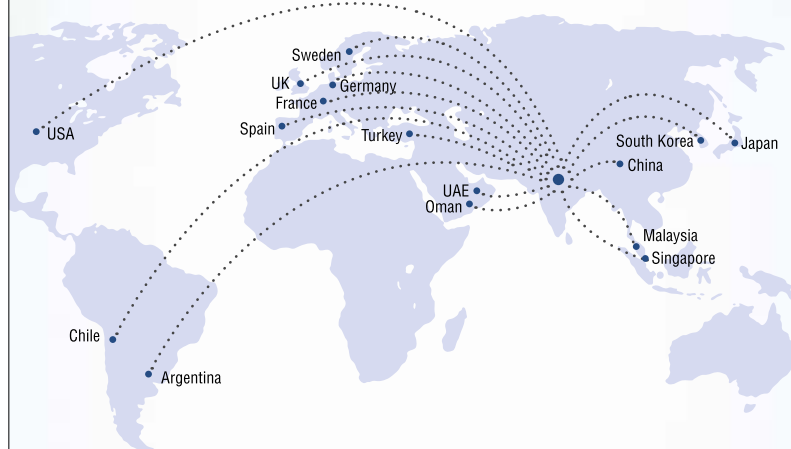 Sweden
UK
Germany
France
USA
Spain
Turkey
South Korea
Japan
China
UAE
Oman
Malaysia
Singapore
Chile
Argentina